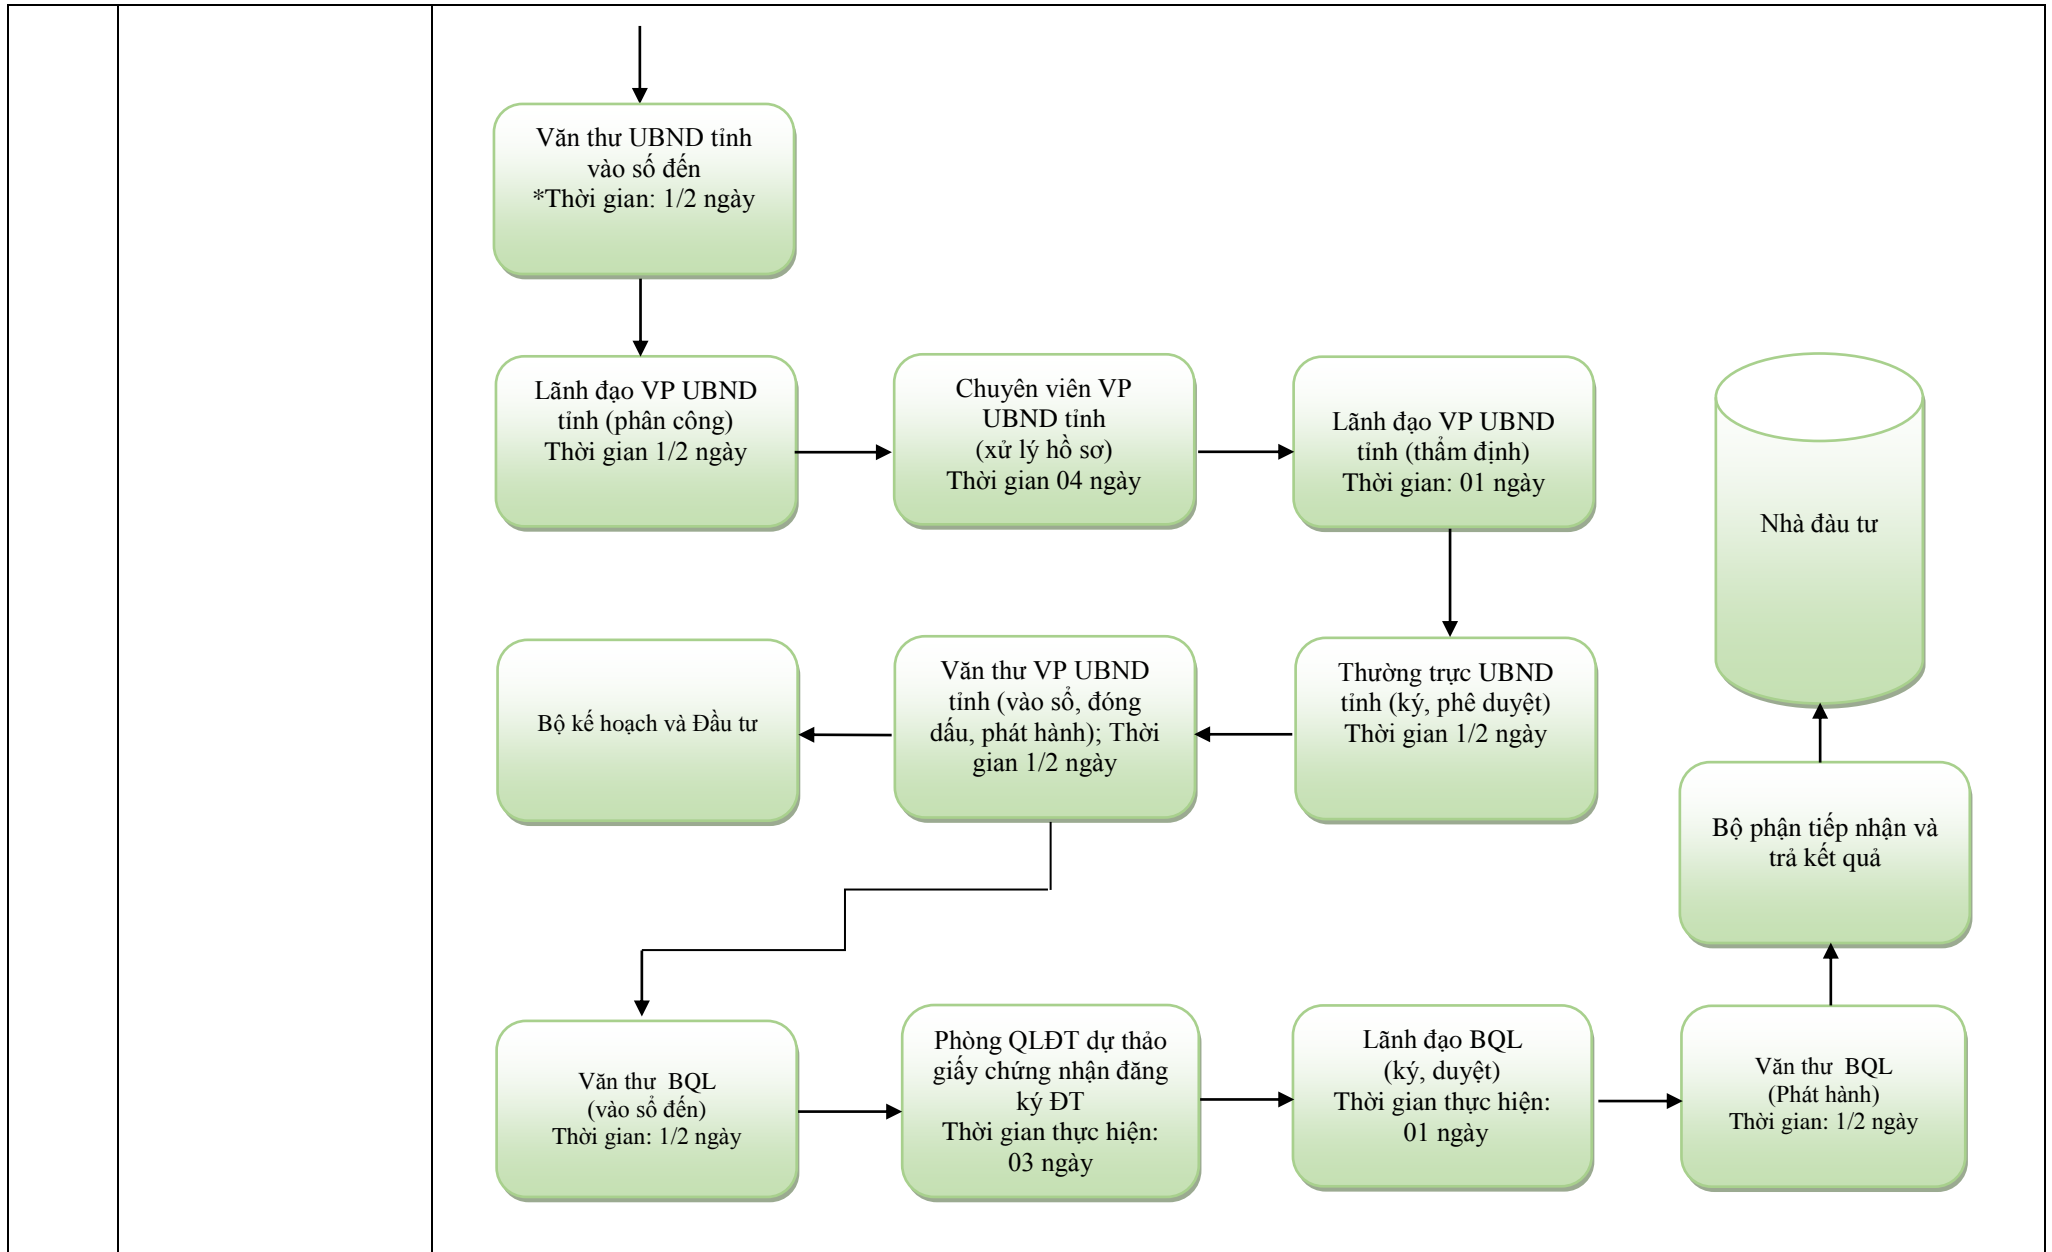 Văn thư UBND tỉnh
vào số đến
*Thời gian: 1/2 ngày
Lãnh đạo VP UBND
tỉnh (phân công)
Thời gian 1/2 ngày
Chuyên viên VP
UBND tỉnh
(xử lý hồ sơ)
Thời gian 04 ngày
Lãnh đạo VP UBND
tỉnh (thẩm định)
Thời gian: 01 ngày
Nhà đàu tư
Thường trực UBND
tỉnh (ký, phê duyệt)
Thời gian 1/2 ngày
Văn thư VP UBND
tỉnh (vào sổ, đóng
dấu, phát hành); Thời
gian 1/2 ngày
Bộ kế hoạch và Đầu tư
Bộ phận tiếp nhận và
trả kết quả
Văn thư  BQL
(vào sổ đến)
Thời gian: 1/2 ngày
Phòng QLĐT dự thảo
giấy chứng nhận đăng
ký ĐT
Thời gian thực hiện:
03 ngày
Lãnh đạo BQL
(ký, duyệt)
Thời gian thực hiện:
01 ngày
Văn thư  BQL
(Phát hành)
Thời gian: 1/2 ngày